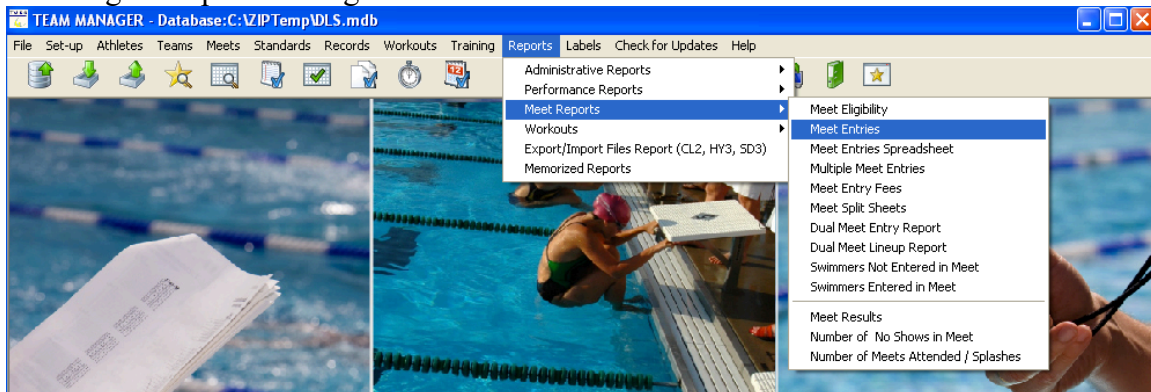 TEAM MANAGER - Database:C:\ZIPTemp\DLS.mdb
File Set-up Athletes Teams Meets Standards Records Workouts Training Reports Labels Check for Updates Help
12
Administrative Reports
Performance Reports
Meet Reports
Workouts
Export/Import Files Report (CL2, HY3, SD3)
Memorized Reports
Meet Eligibility
Meet Entries
Meet Entries Spreadsheet
Multiple Meet Entries
Meet Entry Fees
Meet Split Sheets
Dual Meet Entry Report
Dual Meet Lineup Report
Swimmers Not Entered in Meet
Swimmers Entered in Meet
Meet Results
Number of No Shows in Meet
Number of Meets Attended / Splashes